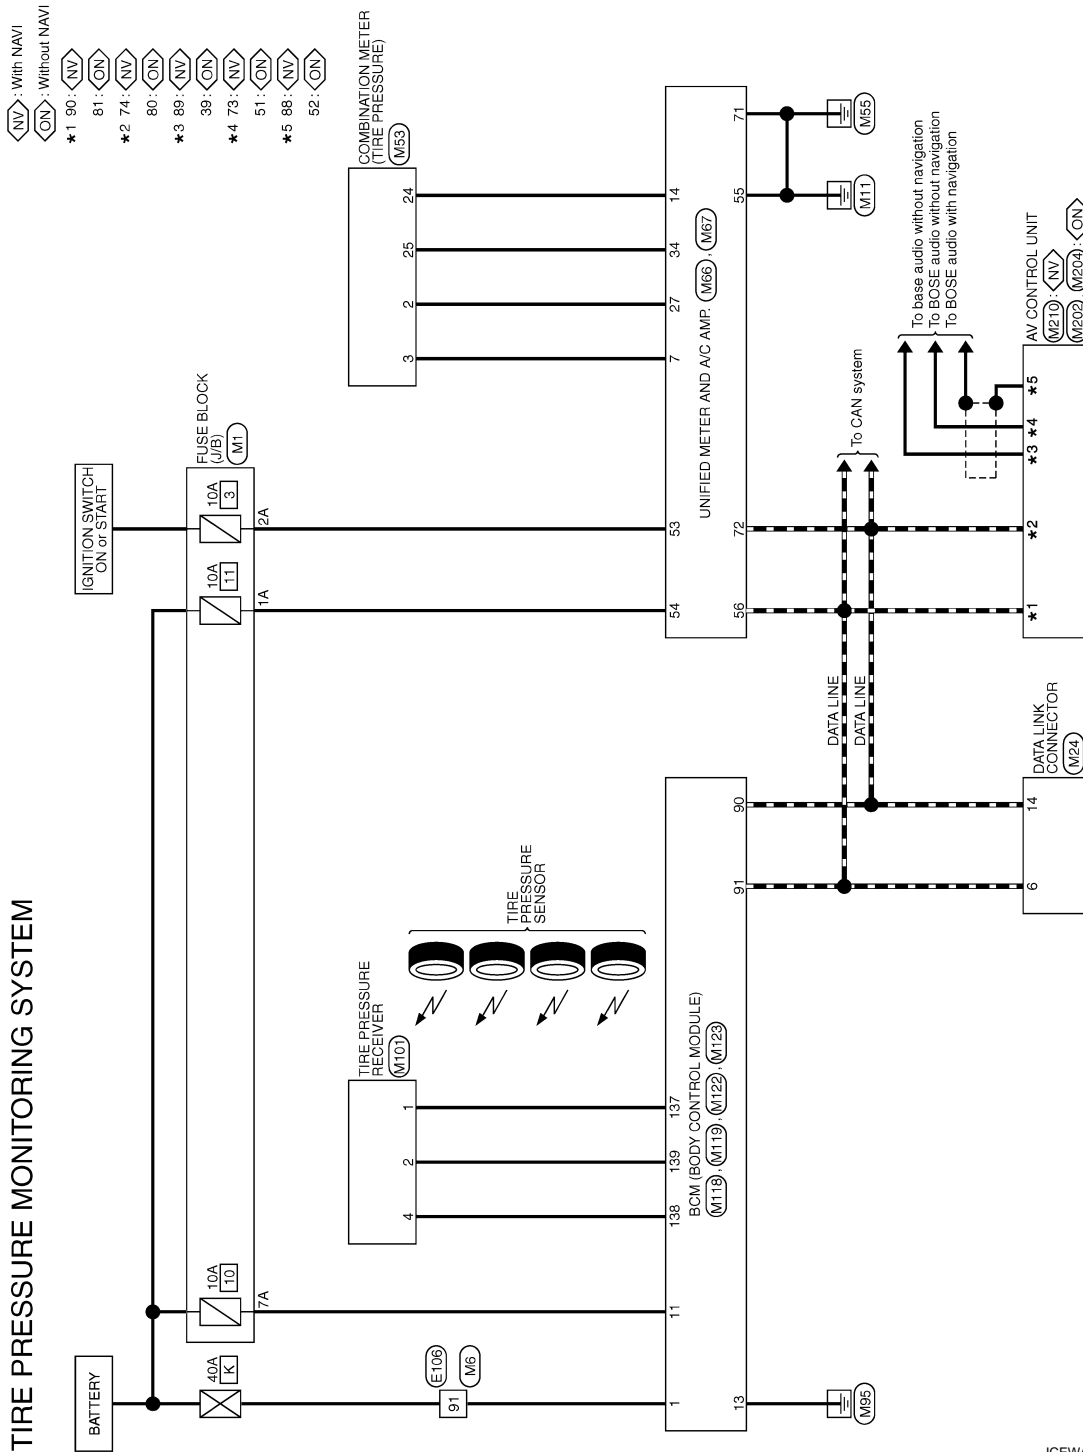 TIRE PRESSURE MONITORING SYSTEM
NV : With NAVI
ON : Without NAVI
★1 90: NV
81: ON
★2 74: NV
80: ON
★3 89: NV
39: ON
★4 73: NV
51: ON
★5 88: NV
52: ON
BATTERY
IGNITION SWITCH
ON or START
40A
K
10A
10
10A
11
10A
3
FUSE BLOCK
(J/B)
M1
7A
1A
2A
E106
91
M6
TIRE PRESSURE
RECEIVER
M101
4
2
1
TIRE
PRESSURE
SENSOR
COMBINATION METER
(TIRE PRESSURE)
M53
3
2
25
24
1
11
138
139
137
BCM (BODY CONTROL MODULE)
M118 , M119 , M122 , M123
13
91
90
M95
54
53
7
27
34
14
UNIFIED METER AND A/C AMP. M66 , M67
56
72
55
71
M11
M55
DATA LINE
DATA LINE
To CAN system
To base audio without navigation
To BOSE audio without navigation
To BOSE audio with navigation
6
14
DATA LINK
CONNECTOR
M24
★1
★2
★3
★4
★5
AV CONTROL UNIT
M210 : NV
M202 , M204 : ON